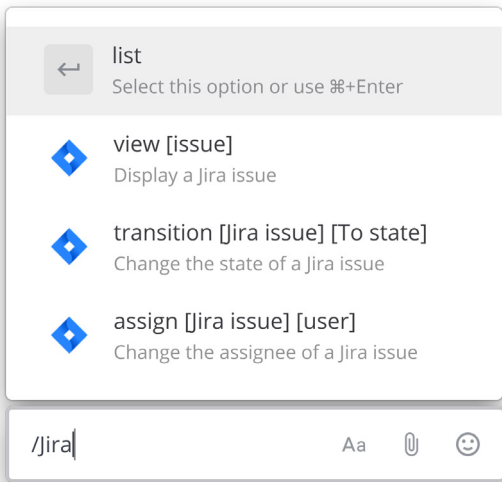 list
Select this option or use ⌘+Enter
view [issue]
Display a Jira issue
transition [Jira issue] [To state]
Change the state of a Jira issue
assign [Jira issue] [user]
Change the assignee of a Jira issue
/Jira Aa